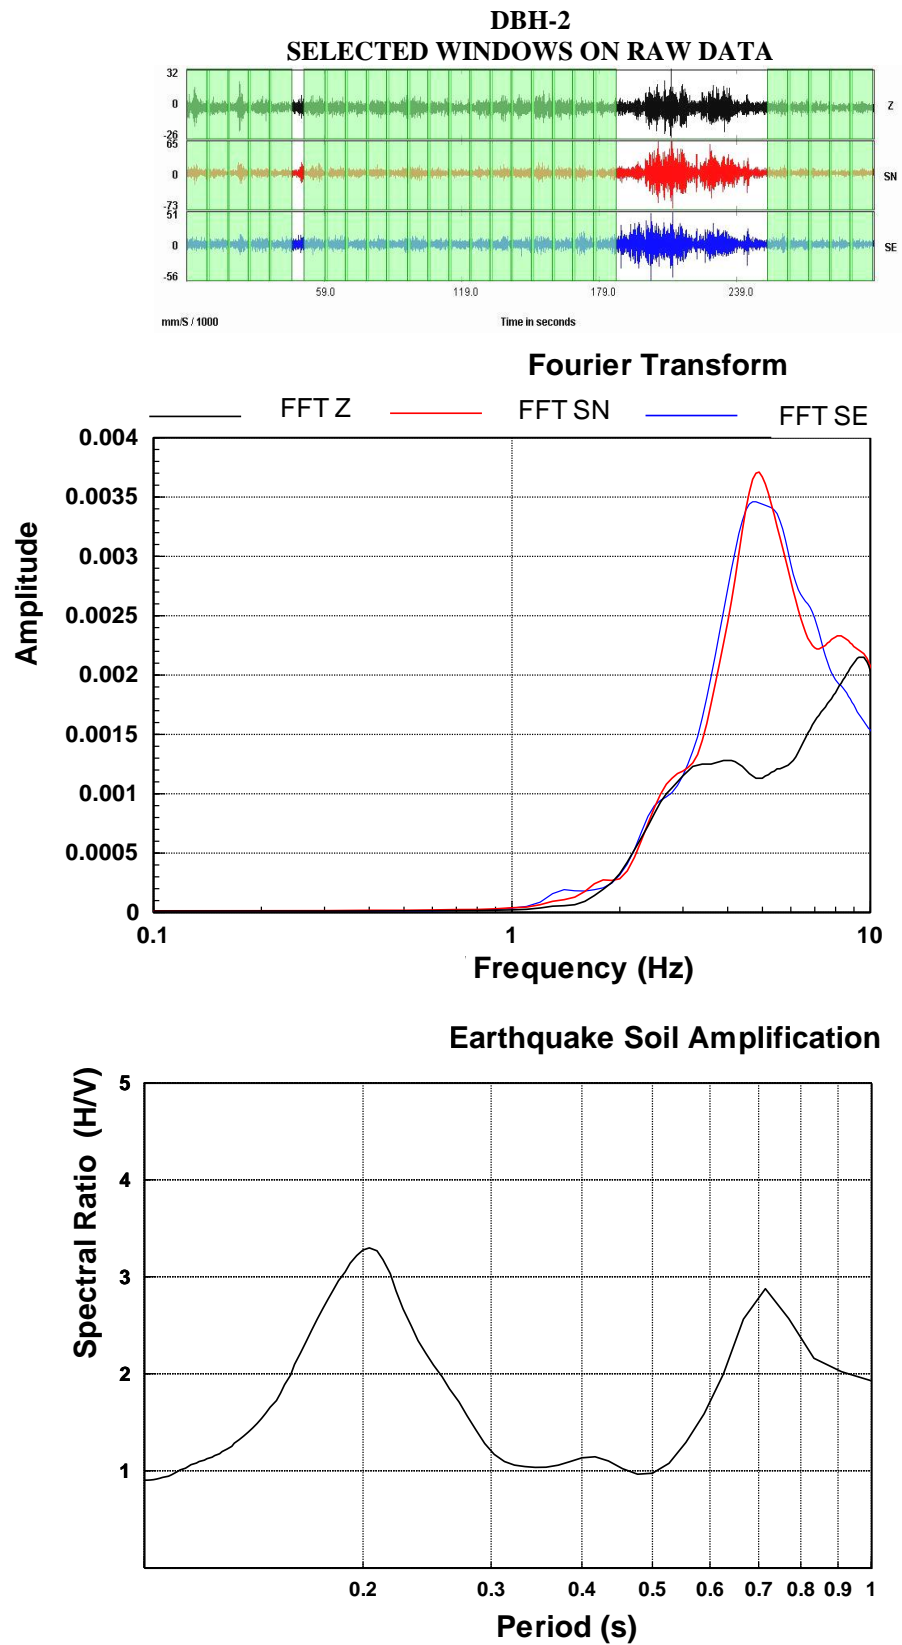 DBH-2
SELECTED WINDOWS ON RAW DATA
32
0
-26
Z
65
0
-73
SN
51
0
-56
SE
59.0 119.0 179.0 239.0
mm/S / 1000 Time in seconds
Fourier Transform
FFT Z FFT SN FFT SE
0.004
0.0035
0.003
0.0025
0.002
0.0015
0.001
0.0005
0
Amplitude
0.1 1 10
Frequency (Hz)
Earthquake Soil Amplification
5
4
3
2
1
Spectral Ratio (H/V)
0.2 0.3 0.4 0.5 0.6 0.7 0.8 0.9 1
Period (s)